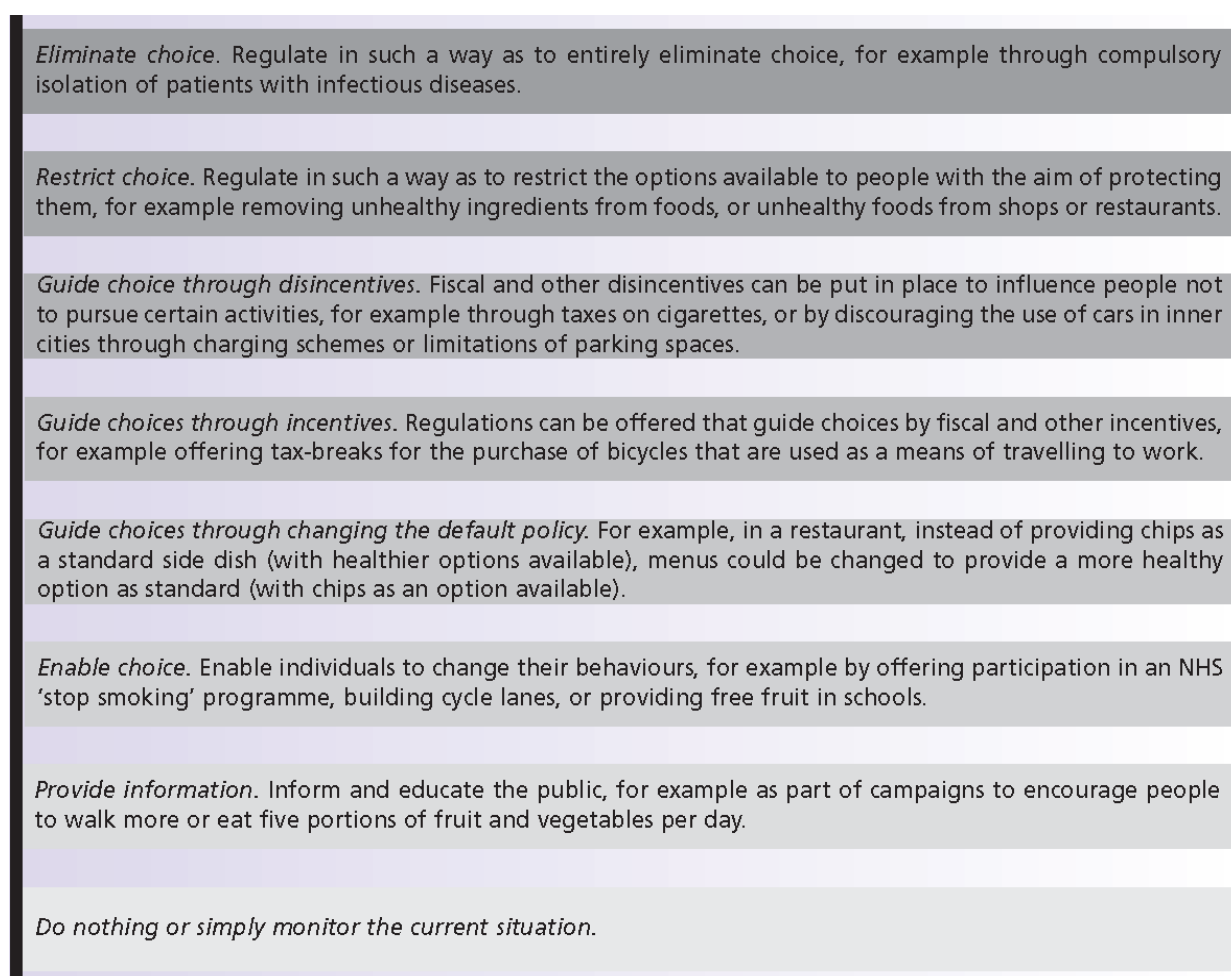 Eliminate choice. Regulate in such a way as to entirely eliminate choice, for example through compulsory
isolation of patients with infectious diseases.
Restrict choice. Regulate in such a way as to restrict the options available to people with the aim of protecting
them, for example removing unhealthy ingredients from foods, or unhealthy foods from shops or restaurants.
Guide choice through disincentives. Fiscal and other disincentives can be put in place to influence people not
to pursue certain activities, for example through taxes on cigarettes, or by discouraging the use of cars in inner
cities through charging schemes or limitations of parking spaces.
Guide choices through incentives. Regulations can be offered that guide choices by fiscal and other incentives,
for example offering tax-breaks for the purchase of bicycles that are used as a means of travelling to work.
Guide choices through changing the default policy. For example, in a restaurant, instead of providing chips as
a standard side dish (with healthier options available), menus could be changed to provide a more healthy
option as standard (with chips as an option available).
Enable choice. Enable individuals to change their behaviours, for example by offering participation in an NHS
‘stop smoking’ programme, building cycle lanes, or providing free fruit in schools.
Provide information. Inform and educate the public, for example as part of campaigns to encourage people
to walk more or eat five portions of fruit and vegetables per day.
Do nothing or simply monitor the current situation.